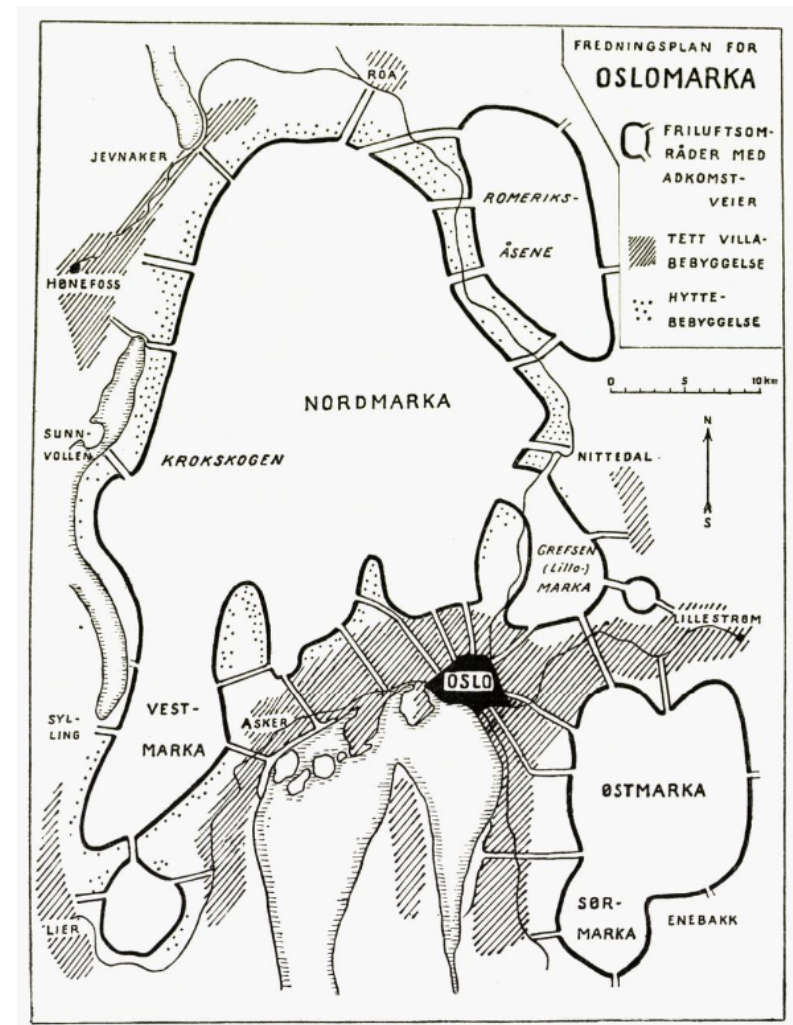 FREDNINGSPLAN FOR
OSLOMARKA
FRILUFTSOM-
RÅDER MED
ADKOMST-
VEIER
TETT VILLA-
BEBYGGELSE
HYTTE-
BEBYGGELSE
0 5 10 km
N
S
ROA
JEVNAKER
ROMERIKS-
ÅSENE
HØNEFOSS
NORDMARKA
SUNN-
VOLLEN
KROKSKOGEN
NITTEDAL
GREFSEN
(Lillo-)
MARKA
LILLESTRØM
OSLO
SYL-
LING
VEST-
MARKA
ASKER
ØSTMARKA
SØR-
MARKA
ENEBAKK
LIER